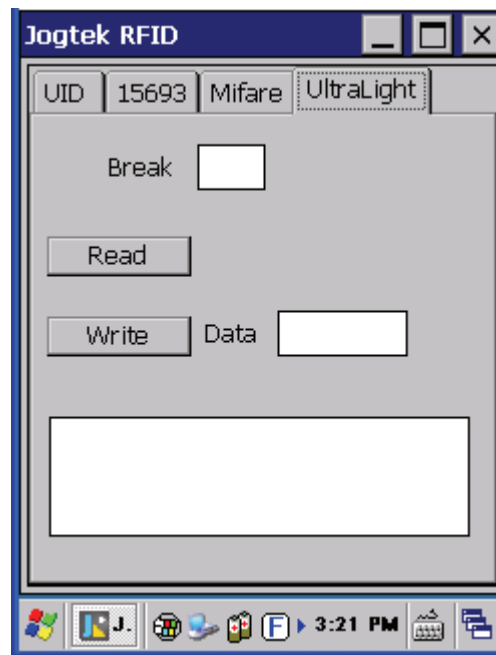 Jogtek RFID
UID 15693 Mifare UltraLight
Break
Read
Write Data
J. F 3:21 PM